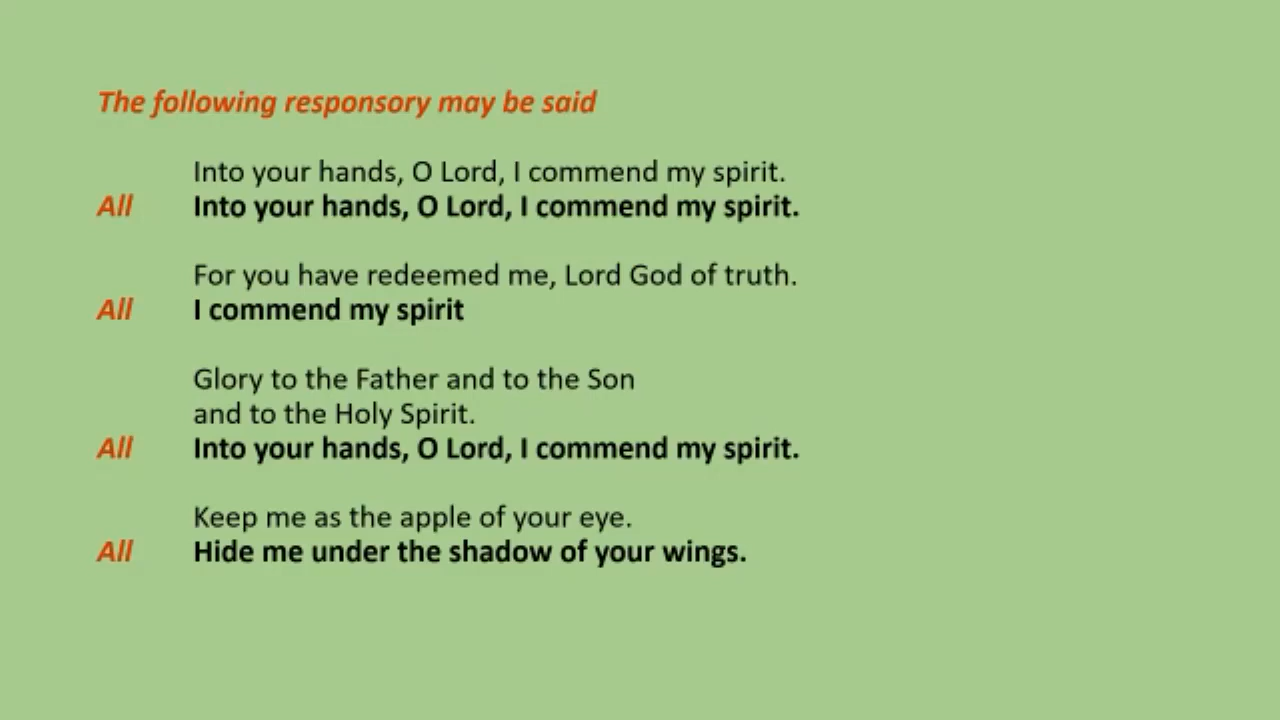 The following responsory may be said
Into your hands, O Lord, I commend my spirit.
All Into your hands, O Lord, I commend my spirit.
For you have redeemed me, Lord God of truth.
All I commend my spirit
Glory to the Father and to the Son
and to the Holy Spirit.
All Into your hands, O Lord, I commend my spirit.
Keep me as the apple of your eye.
All Hide me under the shadow of your wings.